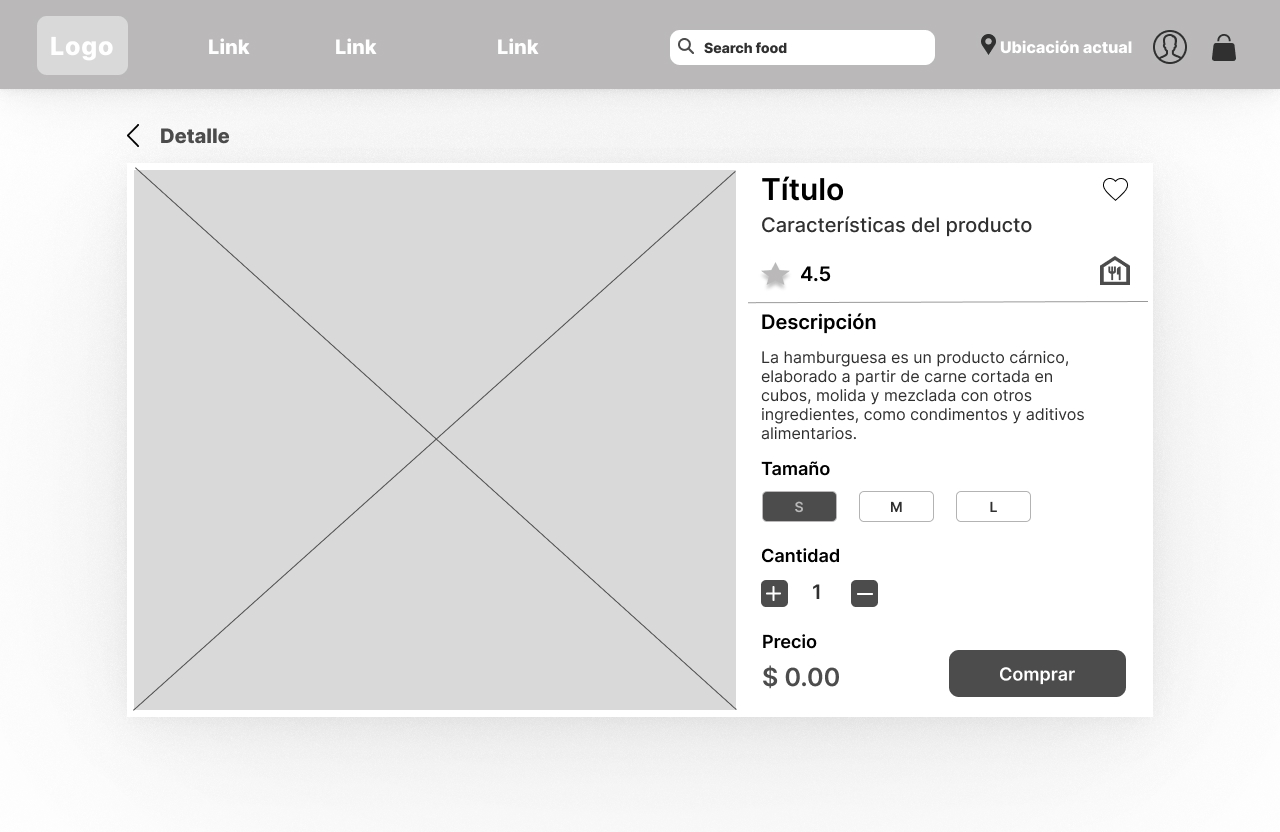 Logo
Link
Link
Link
Search food
Ubicación actual
Detalle
Título
Características del producto
4.5
Descripción
La hamburguesa es un producto cárnico,
elaborado a partir de carne cortada en
cubos, molida y mezclada con otros
ingredientes, como condimentos y aditivos
alimentarios.
Tamaño
S
M
L
Cantidad
+ 1 −
Precio
$ 0.00
Comprar